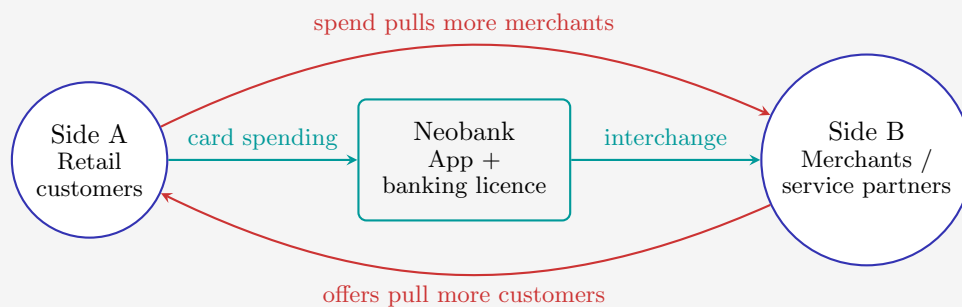 spend pulls more merchants
Side A
Retail
customers
card spending
Neobank
App +
banking licence
interchange
Side B
Merchants /
service partners
offers pull more customers